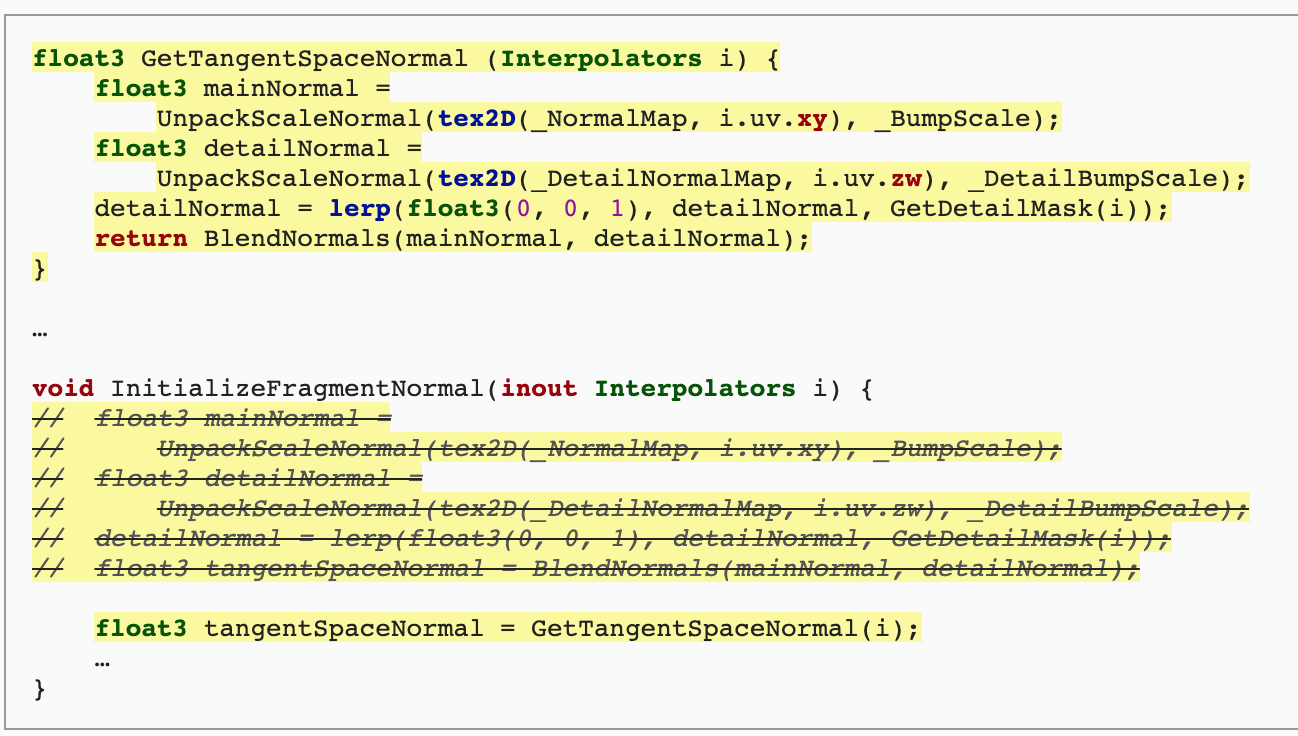 float3 GetTangentSpaceNormal (Interpolators i) {
    float3 mainNormal =
        UnpackScaleNormal(tex2D(_NormalMap, i.uv.xy), _BumpScale);
    float3 detailNormal =
        UnpackScaleNormal(tex2D(_DetailNormalMap, i.uv.zw), _DetailBumpScale);
    detailNormal = lerp(float3(0, 0, 1), detailNormal, GetDetailMask(i));
    return BlendNormals(mainNormal, detailNormal);
}
…
void InitializeFragmentNormal(inout Interpolators i) {
//  float3 mainNormal =
//      UnpackScaleNormal(tex2D(_NormalMap, i.uv.xy), _BumpScale);
//  float3 detailNormal =
//      UnpackScaleNormal(tex2D(_DetailNormalMap, i.uv.zw), _DetailBumpScale);
//  detailNormal = lerp(float3(0, 0, 1), detailNormal, GetDetailMask(i));
//  float3 tangentSpaceNormal = BlendNormals(mainNormal, detailNormal);
    float3 tangentSpaceNormal = GetTangentSpaceNormal(i);
    …
}